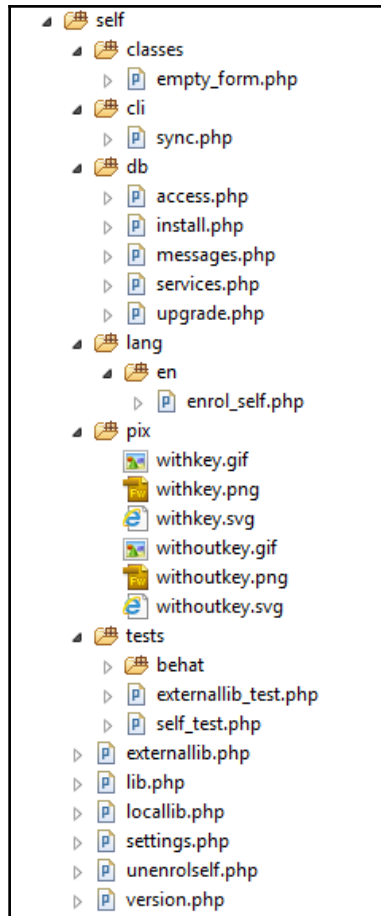 self
classes
empty_form.php
cli
sync.php
db
access.php
install.php
messages.php
services.php
upgrade.php
lang
en
enrol_self.php
pix
withkey.gif
withkey.png
withkey.svg
withoutkey.gif
withoutkey.png
withoutkey.svg
tests
behat
externallib_test.php
self_test.php
externallib.php
lib.php
locallib.php
settings.php
unenrolself.php
version.php